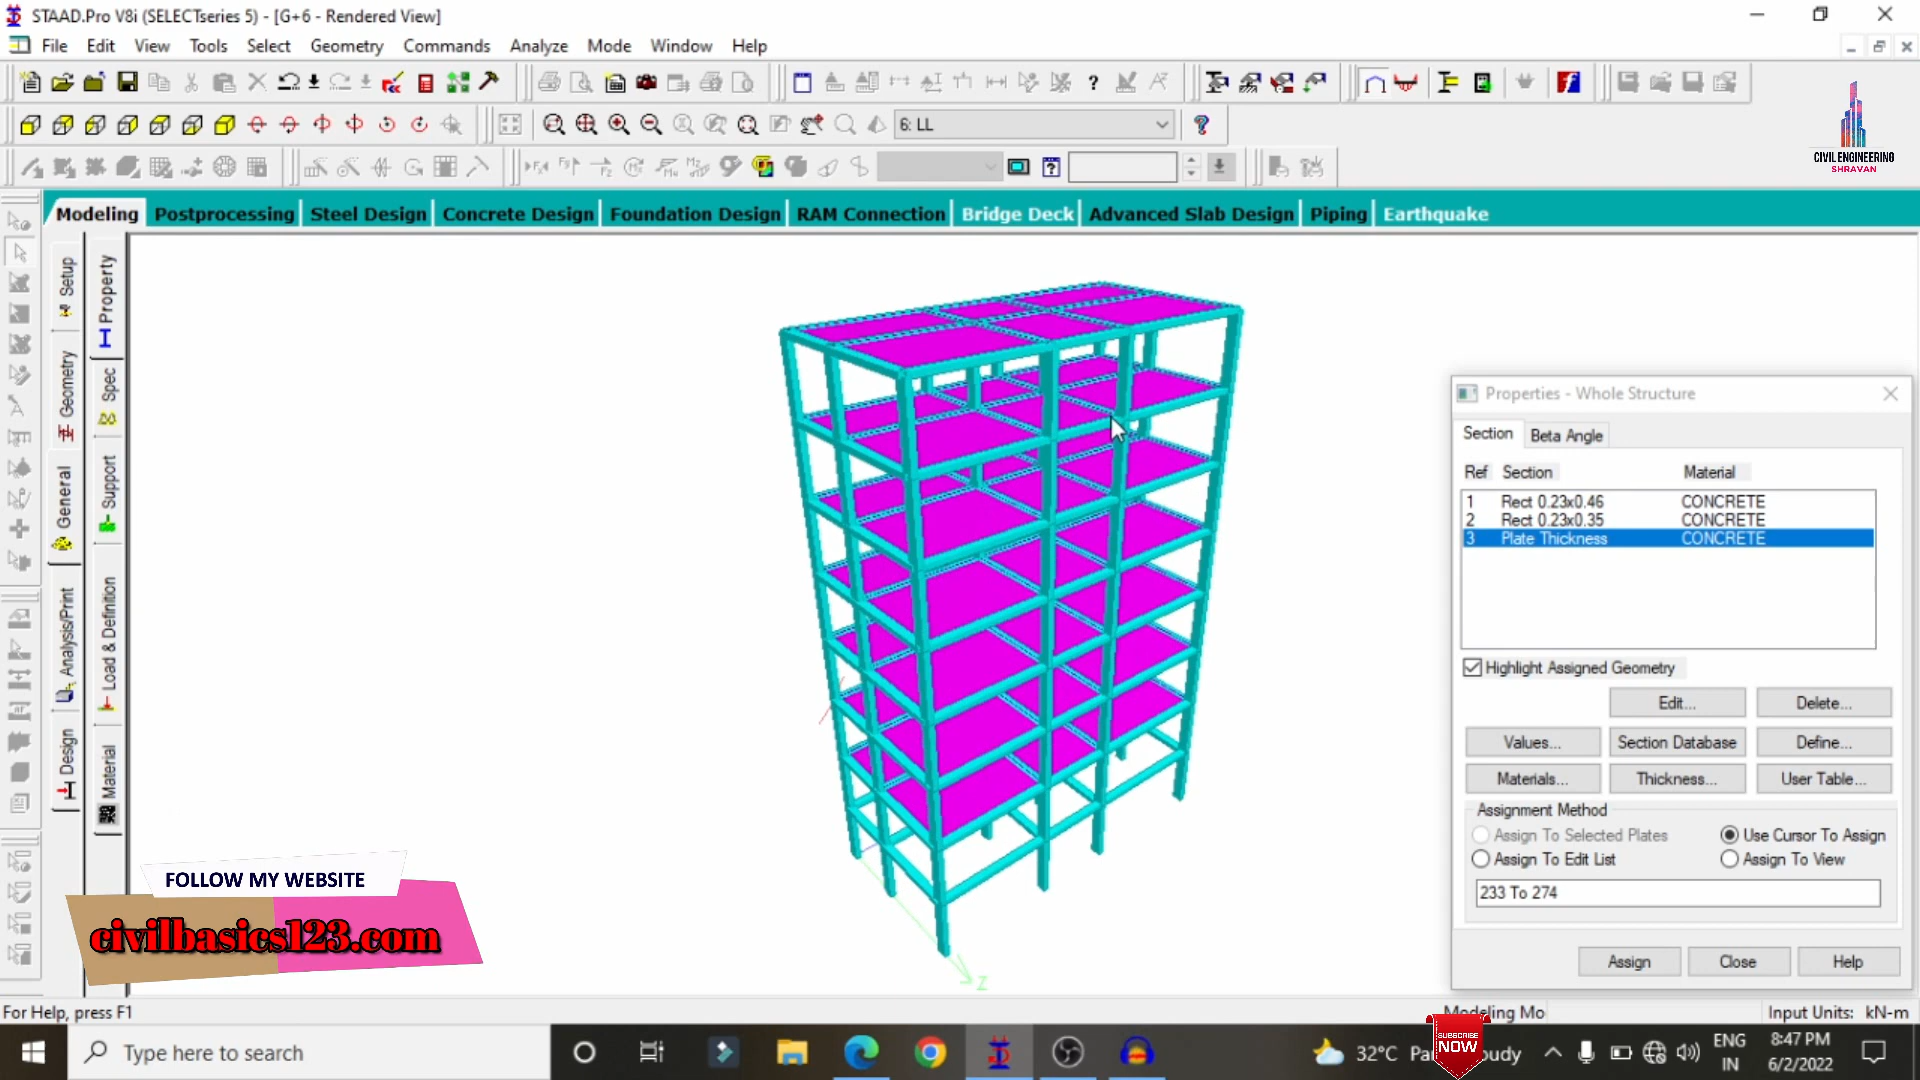 STAAD.Pro V8i (SELECTseries 5) - [G+6 - Rendered View]
File Edit View Tools Select Geometry Commands Analyze Mode Window Help
6: LL
CIVIL ENGINEERING
SHRAVAN
Modeling Postprocessing Steel Design Concrete Design Foundation Design RAM Connection Bridge Deck Advanced Slab Design Piping Earthquake
Setup
Geometry
General
Analysis/Print
Design
Property
Spec
Support
Load & Definition
Material
Z
Properties - Whole Structure
Section Beta Angle
Ref Section Material
1 Rect 0.23x0.46 CONCRETE
2 Rect 0.23x0.35 CONCRETE
3 Plate Thickness CONCRETE
Highlight Assigned Geometry
Edit... Delete...
Values... Section Database Define...
Materials... Thickness... User Table...
Assignment Method
Assign To Selected Plates Use Cursor To Assign
Assign To Edit List Assign To View
233 To 274
Assign Close Help
FOLLOW MY WEBSITE
civilbasics123.com
For Help, press F1
Modeling Mo
Input Units: kN-m
SUBSCRIBE
NOW
Type here to search
32°C
ENG
IN
8:47 PM
6/2/2022